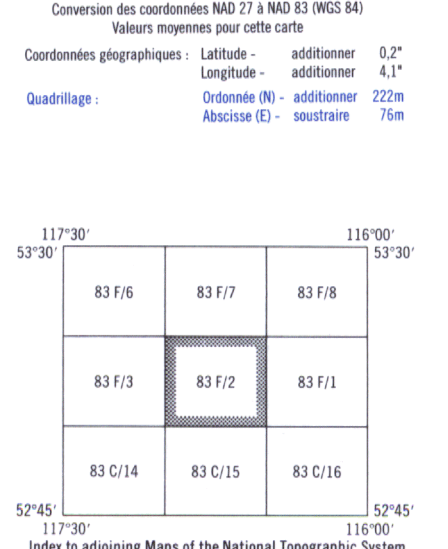 Conversion des coordonnées NAD 27 à NAD 83 (WGS 84)
Valeurs moyennes pour cette carte
Coordonnées géographiques : Latitude - additionner 0,2"
Longitude - additionner 4,1"
Quadrillage : Ordonnée (N) - additionner 222m
Abscisse (E) - soustraire 76m
117°30′ 116°00′
53°30′ 53°30′
83 F/6 83 F/7 83 F/8
83 F/3 83 F/2 83 F/1
83 C/14 83 C/15 83 C/16
52°45′ 52°45′
117°30′ 116°00′
Index to adjoining Maps of the National Topographic System